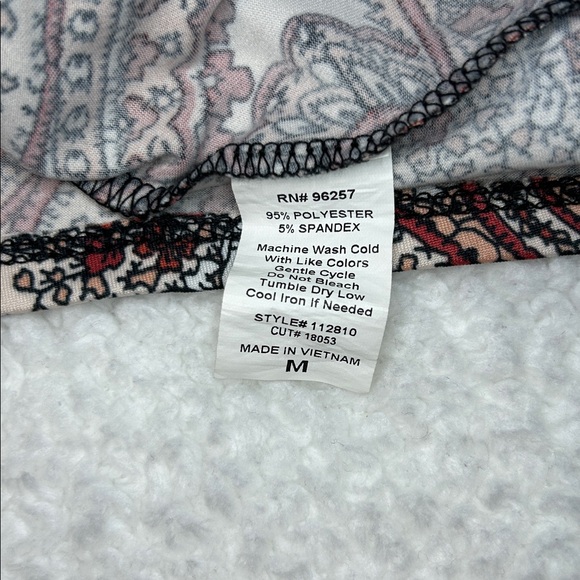 RN# 96257
95% POLYESTER
5% SPANDEX
Machine Wash Cold
With Like Colors
Gentle Cycle
Do Not Bleach
Tumble Dry Low
Cool Iron If Needed
STYLE# 112810
CUT# 18053
MADE IN VIETNAM
M